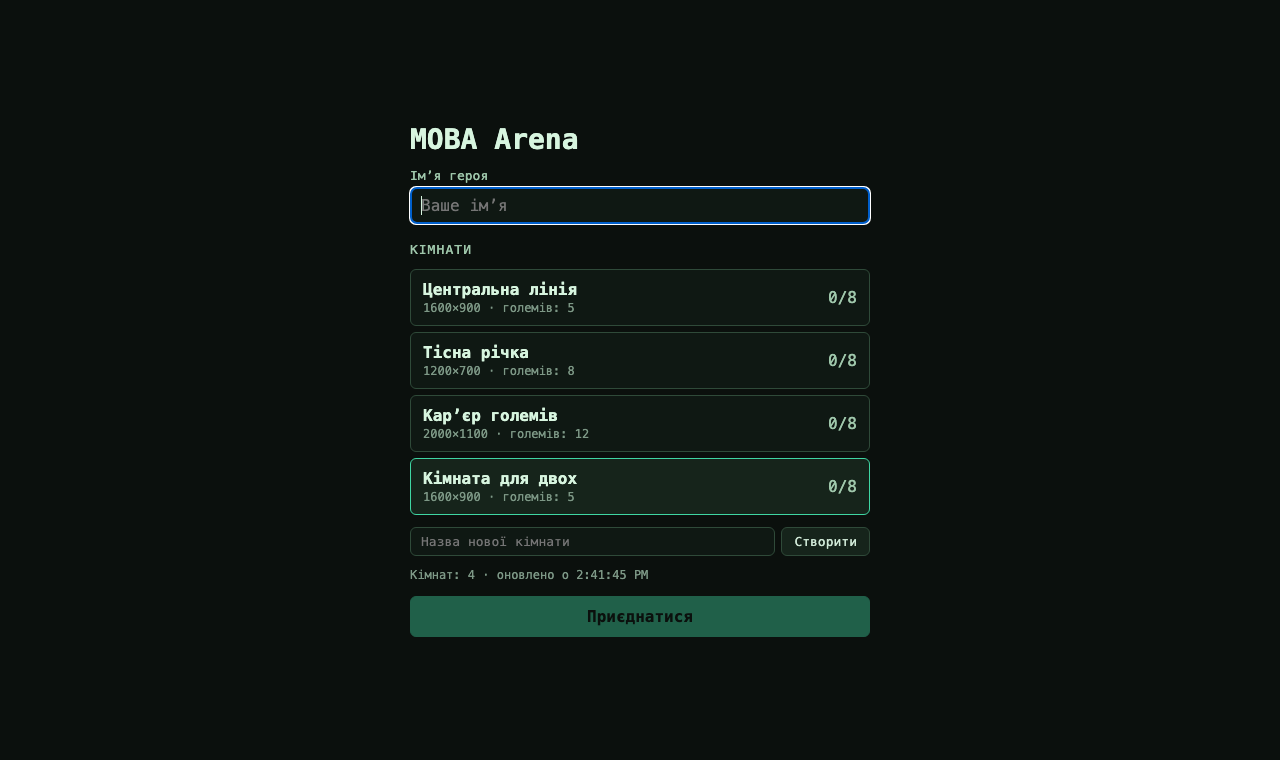 MOBA Arena
Ім’я героя
Ваше ім’я
КІМНАТИ
Центральна лінія
1600×900 · големів: 5
0/8
Тісна річка
1200×700 · големів: 8
0/8
Кар’єр големів
2000×1100 · големів: 12
0/8
Кімната для двох
1600×900 · големів: 5
0/8
Назва нової кімнати
Створити
Кімнат: 4 · оновлено о 2:41:45 PM
Приєднатися